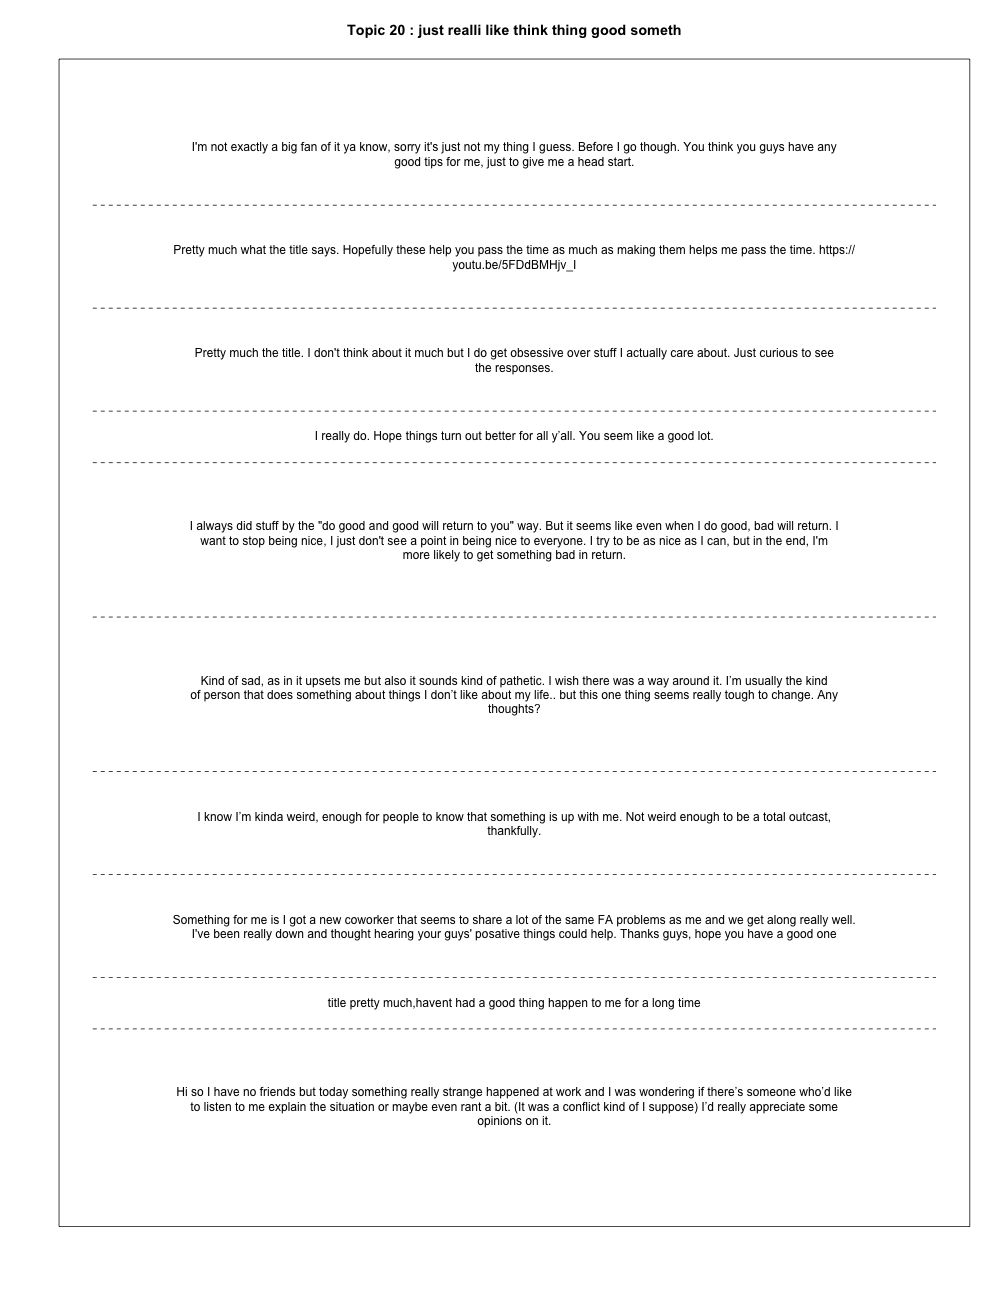 Topic 20 : just realli like think thing good someth
I'm not exactly a big fan of it ya know, sorry it's just not my thing I guess. Before I go though. You think you guys have any
good tips for me, just to give me a head start.
Pretty much what the title says. Hopefully these help you pass the time as much as making them helps me pass the time. https://
youtu.be/5FDdBMHjv_I
Pretty much the title. I don't think about it much but I do get obsessive over stuff I actually care about. Just curious to see
the responses.
I really do. Hope things turn out better for all y’all. You seem like a good lot.
I always did stuff by the "do good and good will return to you" way. But it seems like even when I do good, bad will return. I
want to stop being nice, I just don't see a point in being nice to everyone. I try to be as nice as I can, but in the end, I'm
more likely to get something bad in return.
Kind of sad, as in it upsets me but also it sounds kind of pathetic. I wish there was a way around it. I’m usually the kind
of person that does something about things I don’t like about my life.. but this one thing seems really tough to change. Any
thoughts?
I know I’m kinda weird, enough for people to know that something is up with me. Not weird enough to be a total outcast,
thankfully.
Something for me is I got a new coworker that seems to share a lot of the same FA problems as me and we get along really well.
I've been really down and thought hearing your guys' posative things could help. Thanks guys, hope you have a good one
title pretty much,havent had a good thing happen to me for a long time
Hi so I have no friends but today something really strange happened at work and I was wondering if there’s someone who’d like
to listen to me explain the situation or maybe even rant a bit. (It was a conflict kind of I suppose) I’d really appreciate some
opinions on it.